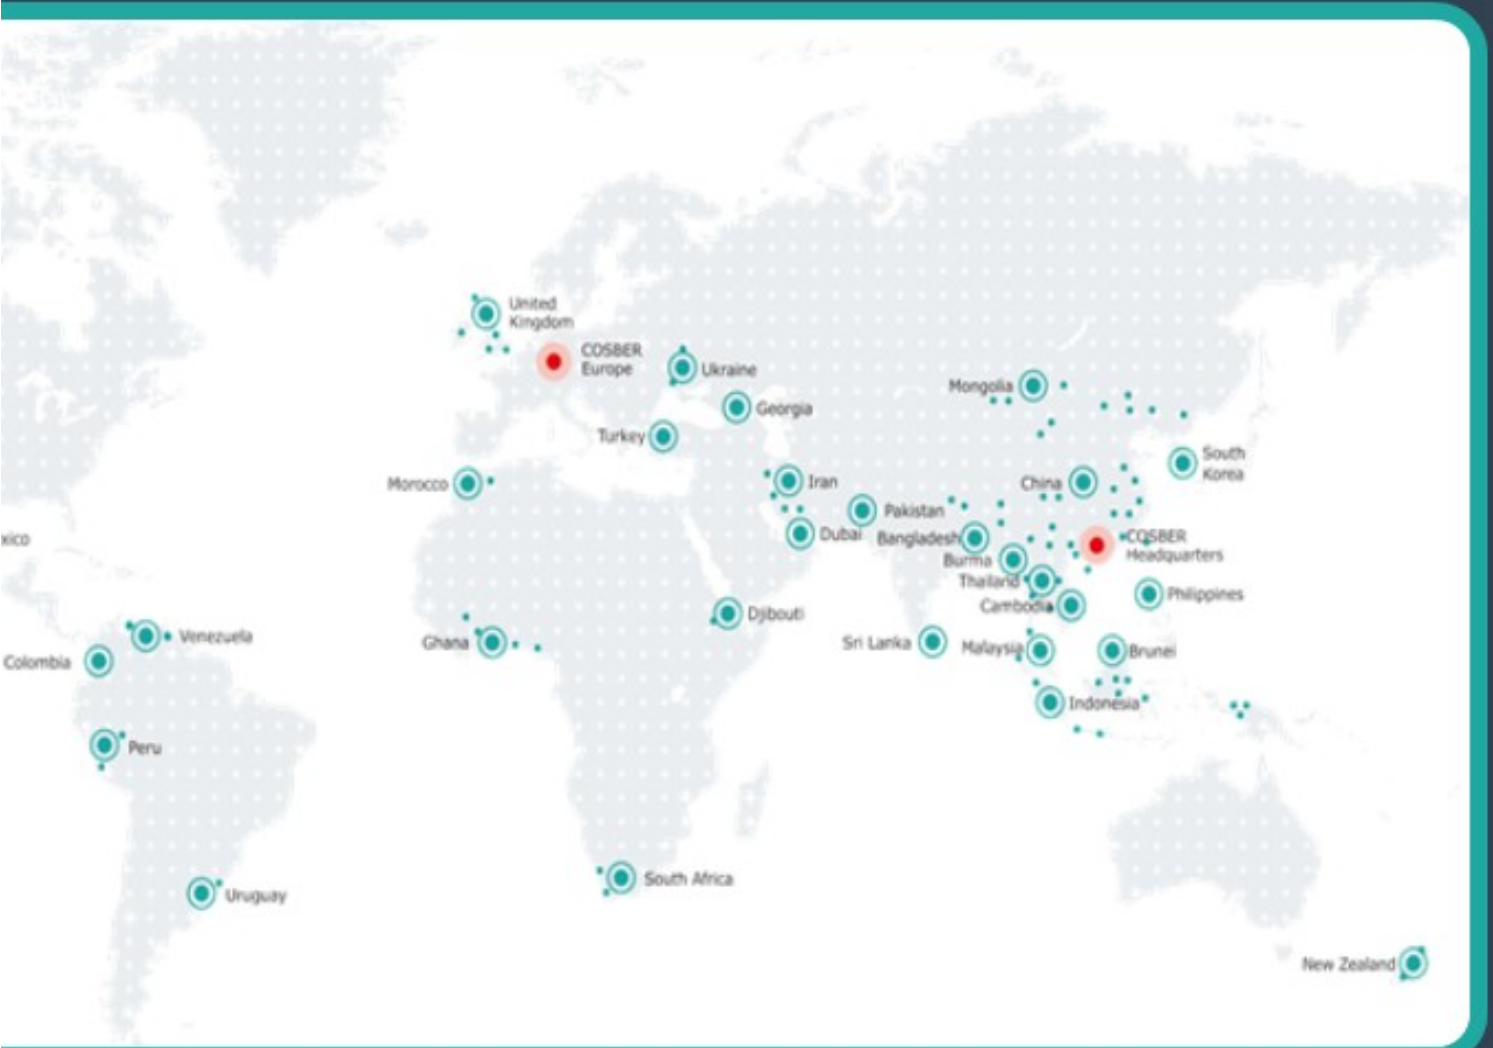 United
Kingdom
COSBER
Europe
Ukraine
Mongolia
Georgia
Turkey
South
Korea
Morocco
Iran
China
Pakistan
Dubai
Bangladesh
COSBER
Headquarters
xico
Burma
Thailand
Philippines
Cambodia
Djibouti
Venezuela
Ghana
Sri Lanka
Malaysia
Brunei
Colombia
Indonesia
Peru
South Africa
Uruguay
New Zealand